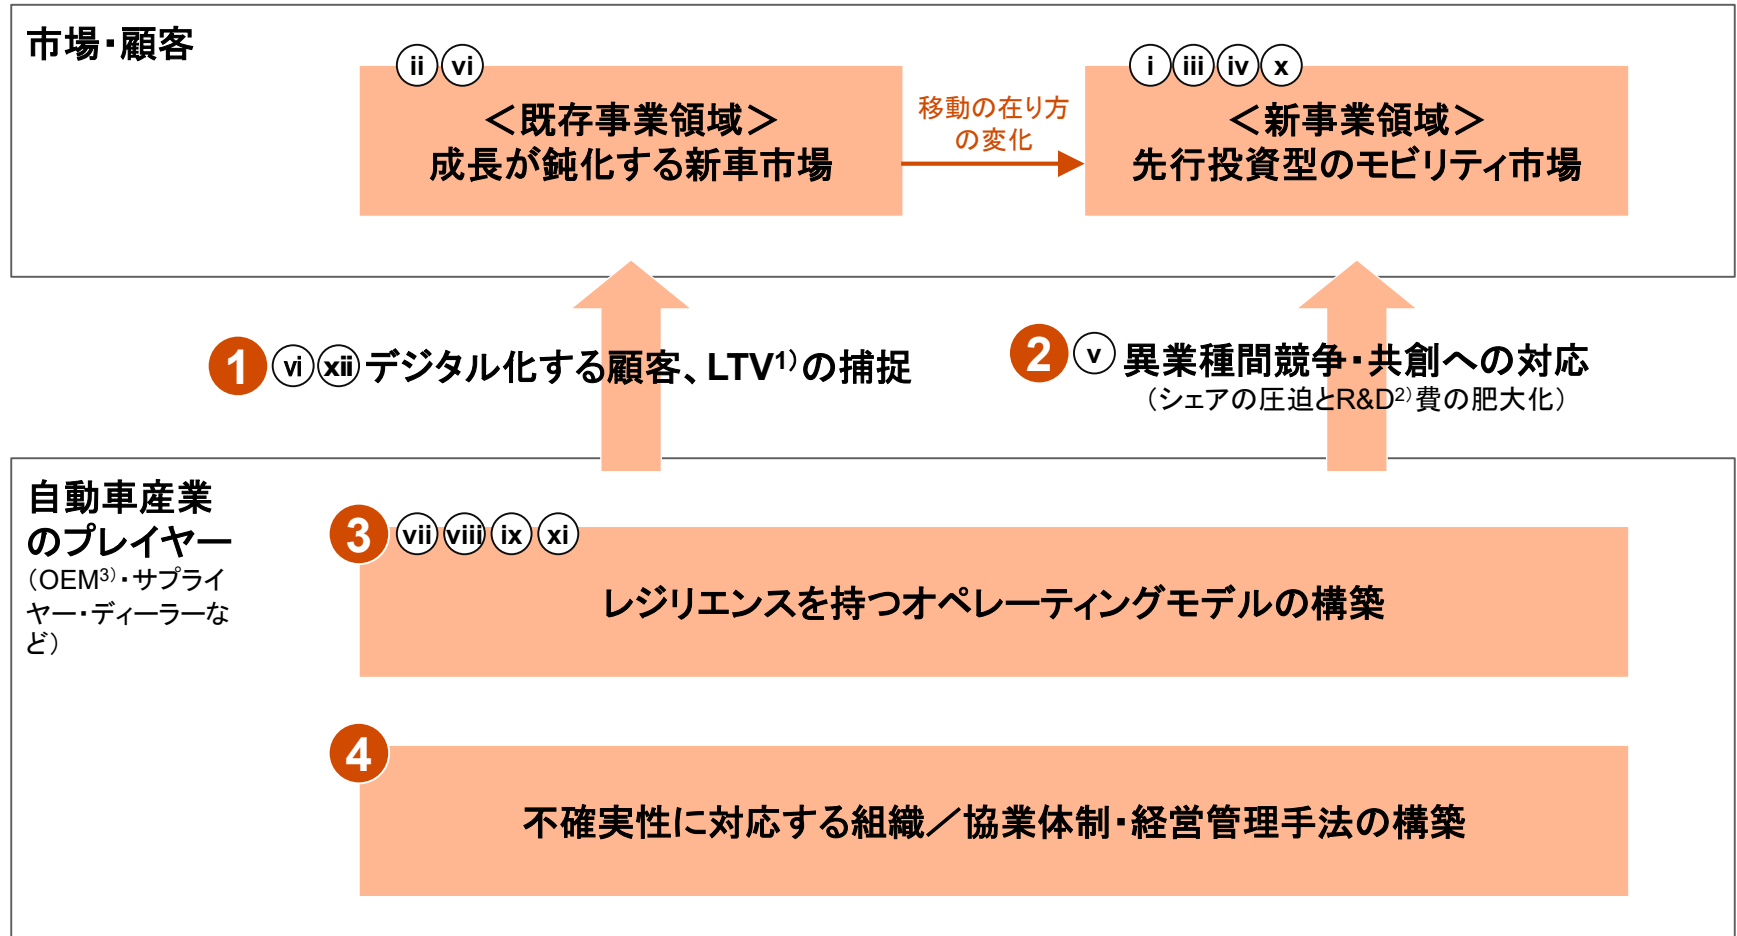 市場・顧客
ii vi
＜既存事業領域＞
成長が鈍化する新車市場
移動の在り方
の変化
i iii iv x
＜新事業領域＞
先行投資型のモビリティ市場
1 vi xii デジタル化する顧客、LTV1)の捕捉
2 v 異業種間競争・共創への対応
（シェアの圧迫とR&D2)費の肥大化）
自動車産業
のプレイヤー
（OEM3)・サプライ
ヤー・ディーラーな
ど）
3 vii viii ix xi
レジリエンスを持つオペレーティングモデルの構築
4
不確実性に対応する組織／協業体制・経営管理手法の構築